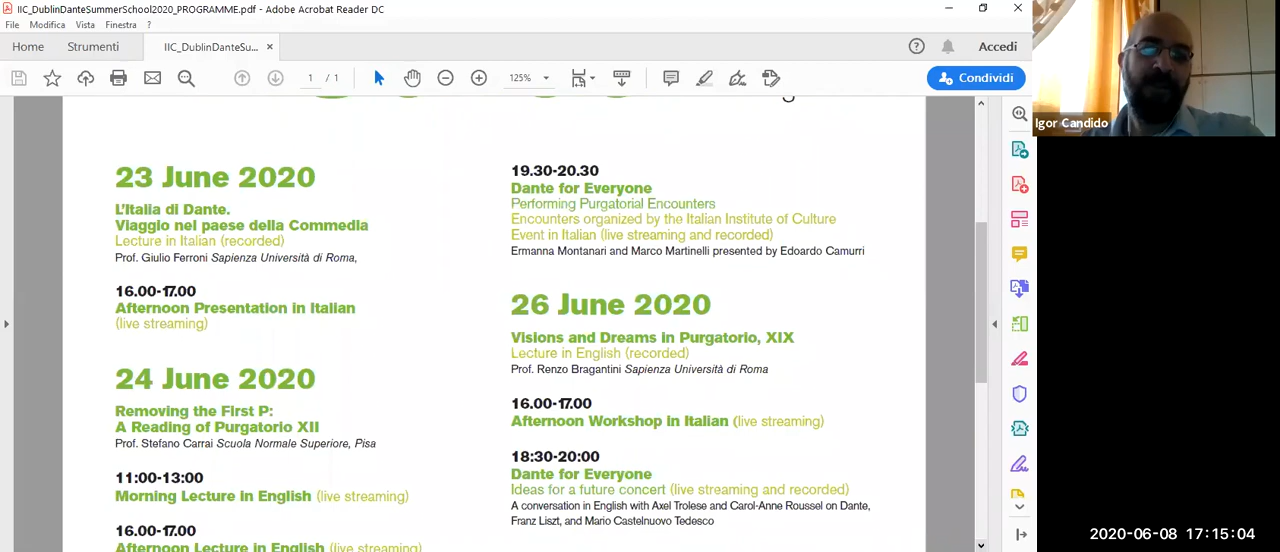 IIC_DublinDanteSummerSchool2020_PROGRAMME.pdf - Adobe Acrobat Reader DC
File Modifica Vista Finestra ?
Home Strumenti IIC_DublinDanteSu... × Accedi
1 / 1 125% Condividi
23 June 2020
L'Italia di Dante.
Viaggio nel paese della Commedia
Lecture in Italian (recorded)
Prof. Giulio Ferroni Sapienza Università di Roma,
16.00-17.00
Afternoon Presentation in Italian
(live streaming)
24 June 2020
Removing the First P:
A Reading of Purgatorio XII
Prof. Stefano Carrai Scuola Normale Superiore, Pisa
11:00-13:00
Morning Lecture in English (live streaming)
16.00-17.00
Afternoon Lecture in English (live streaming)
19.30-20.30
Dante for Everyone
Performing Purgatorial Encounters
Encounters organized by the Italian Institute of Culture
Event in Italian (live streaming and recorded)
Ermanna Montanari and Marco Martinelli presented by Edoardo Camurri
26 June 2020
Visions and Dreams in Purgatorio, XIX
Lecture in English (recorded)
Prof. Renzo Bragantini Sapienza Università di Roma
16.00-17.00
Afternoon Workshop in Italian (live streaming)
18:30-20:00
Dante for Everyone
Ideas for a future concert (live streaming and recorded)
A conversation in English with Axel Trolese and Carol-Anne Roussel on Dante,
Franz Liszt, and Mario Castelnuovo Tedesco
Igor Candido
2020-06-08 17:15:04